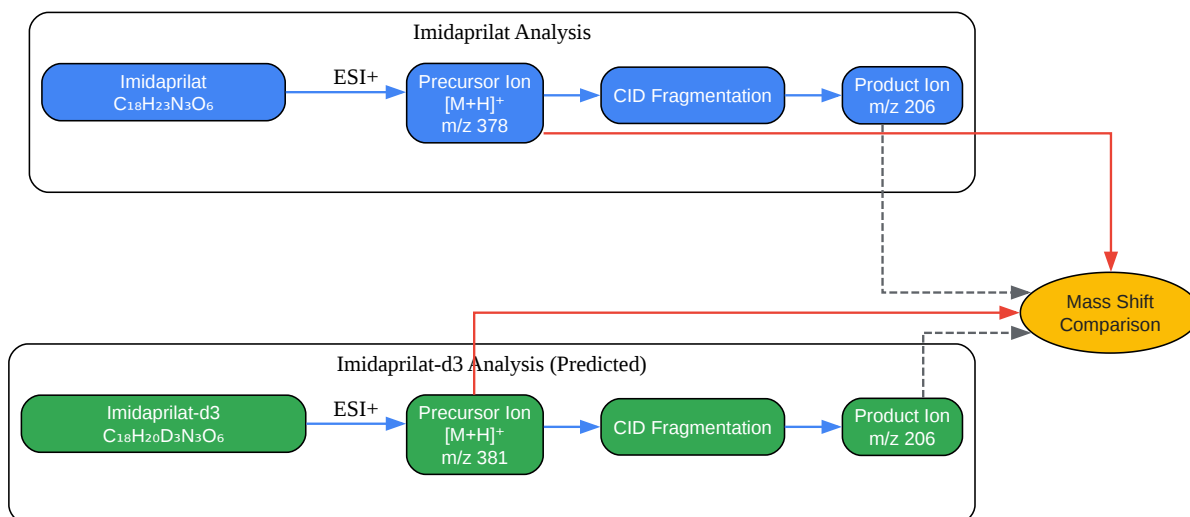 Imidaprilat Analysis
Imidaprilat
C₁₈H₂₃N₃O₆
ESI+
Precursor Ion
[M+H]⁺
m/z 378
CID Fragmentation
Product Ion
m/z 206
Mass Shift
Comparison
Imidaprilat-d3 Analysis (Predicted)
Imidaprilat-d3
C₁₈H₂₀D₃N₃O₆
ESI+
Precursor Ion
[M+H]⁺
m/z 381
CID Fragmentation
Product Ion
m/z 206